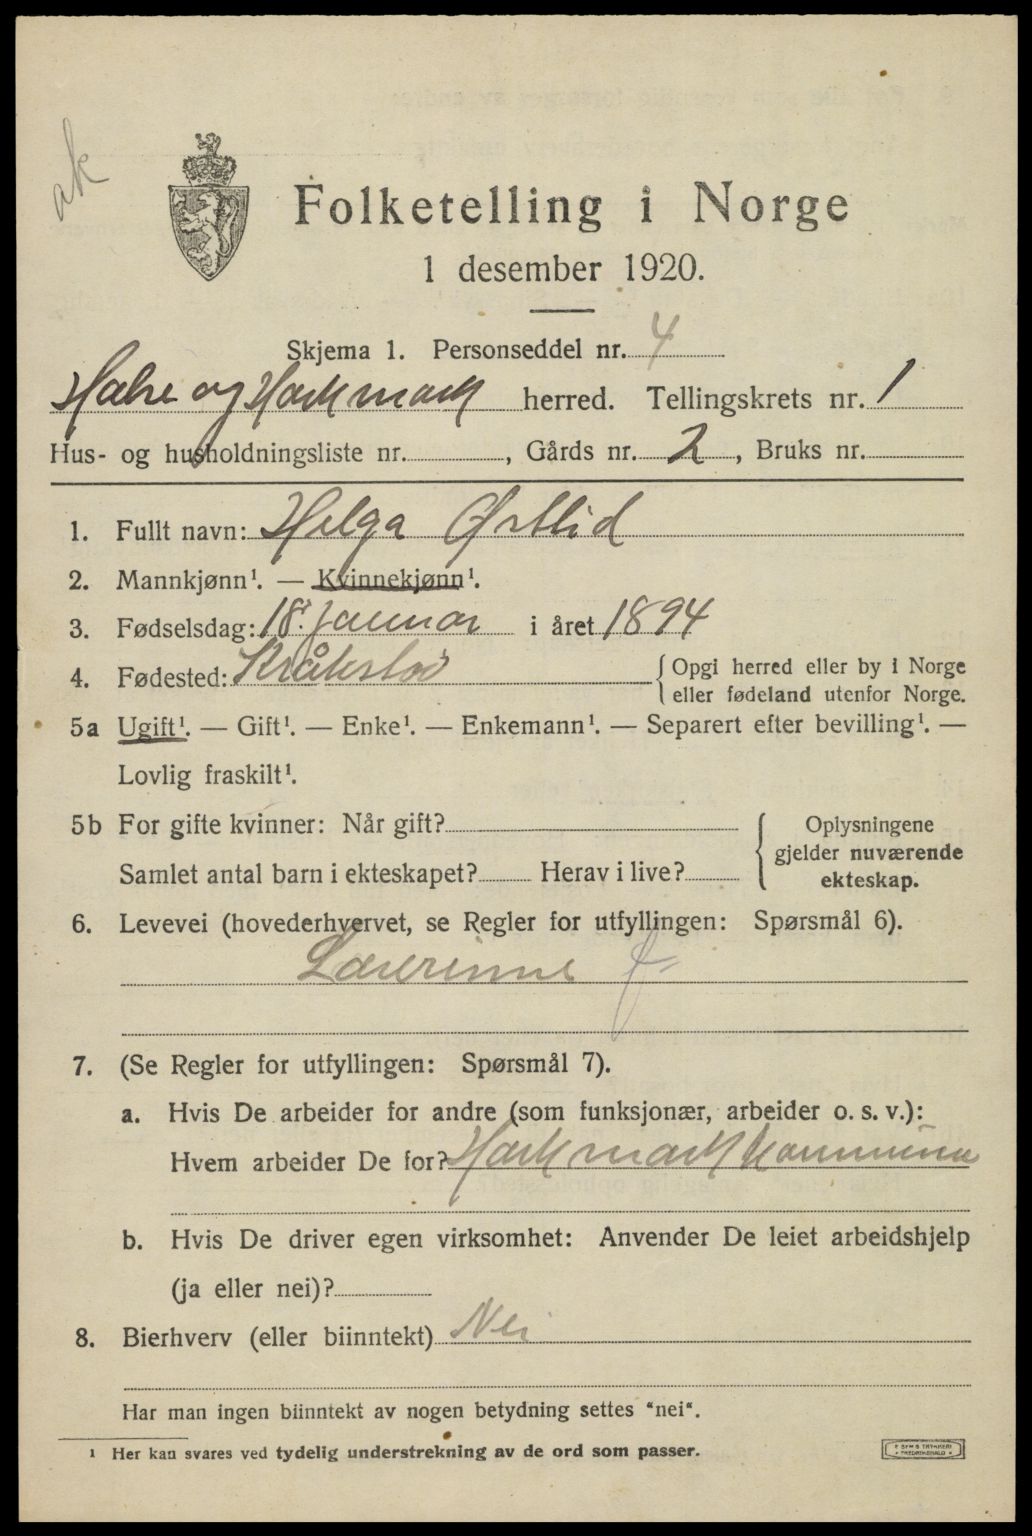 ak
Folketelling i Norge
1 desember 1920.
Skjema 1. Personseddel nr. 4
Halse og Harkmark herred. Tellingskrets nr. 1
Hus- og husholdningsliste nr. , Gårds nr. 2, Bruks nr.
1. Fullt navn: Helga Østlid
2. Mannkjønn¹. — Kvinnekjønn¹.
3. Fødselsdag: 18. januar i året 1894
4. Fødested: Kråkstad { Opgi herred eller by i Norge
eller fødeland utenfor Norge.
5a Ugift¹. — Gift¹. — Enke¹. — Enkemann¹. — Separert efter bevilling¹. —
Lovlig fraskilt¹.
5b For gifte kvinner: Når gift? { Oplysningene
gjelder nuværende
Samlet antal barn i ekteskapet? Herav i live? ekteskap.
6. Levevei (hovederhvervet, se Regler for utfyllingen: Spørsmål 6).
Lærerinne f
7. (Se Regler for utfyllingen: Spørsmål 7).
a. Hvis De arbeider for andre (som funksjonær, arbeider o. s. v.):
Hvem arbeider De for? Harkmark kommune
b. Hvis De driver egen virksomhet: Anvender De leiet arbeidshjelp
(ja eller nei)?
8. Bierhverv (eller biinntekt) Nei
Har man ingen biinntekt av nogen betydning settes "nei".
¹ Her kan svares ved tydelig understrekning av de ord som passer.